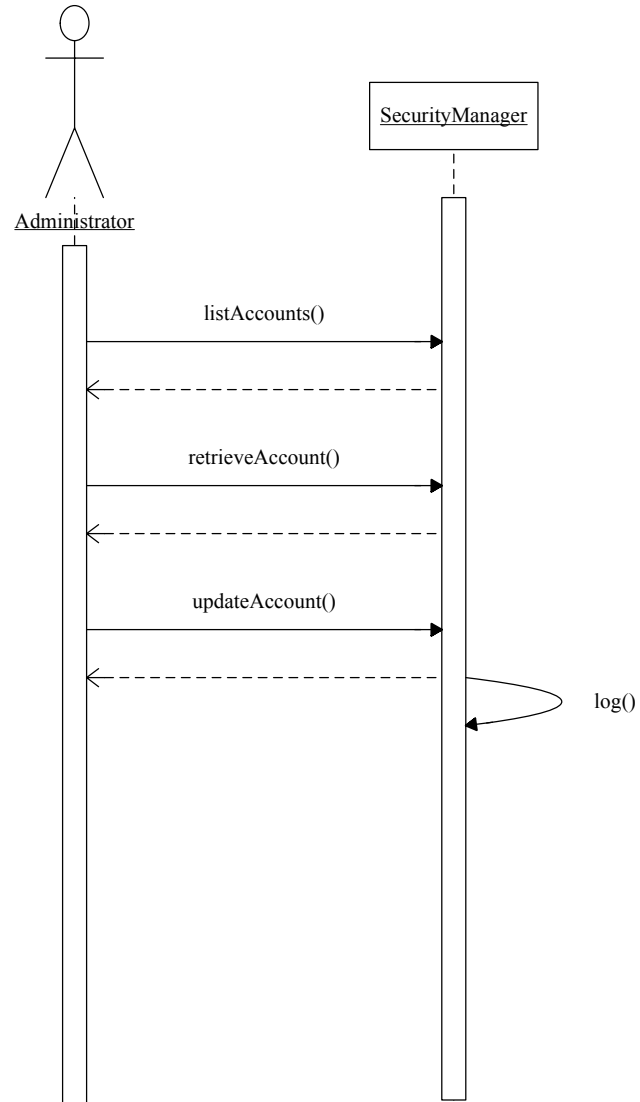 SecurityManager
Administrator
listAccounts()
retrieveAccount()
updateAccount()
log()